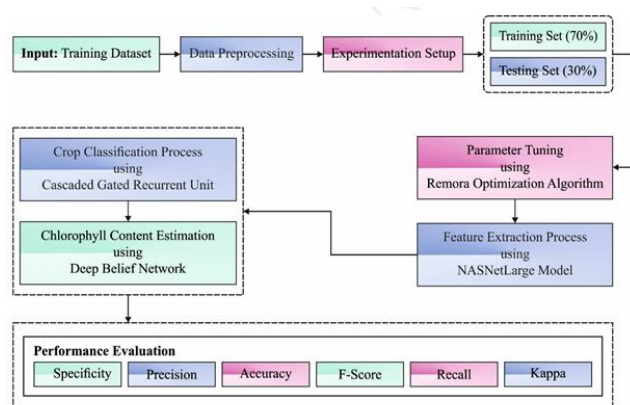 Input: Training Dataset
Data Preprocessing
Experimentation Setup
Training Set (70%)
Testing Set (30%)
Parameter Tuning
using
Remora Optimization Algorithm
Feature Extraction Process
using
NASNetLarge Model
Crop Classification Process
using
Cascaded Gated Recurrent Unit
Chlorophyll Content Estimation
using
Deep Belief Network
Performance Evaluation
Specificity
Precision
Accuracy
F-Score
Recall
Kappa